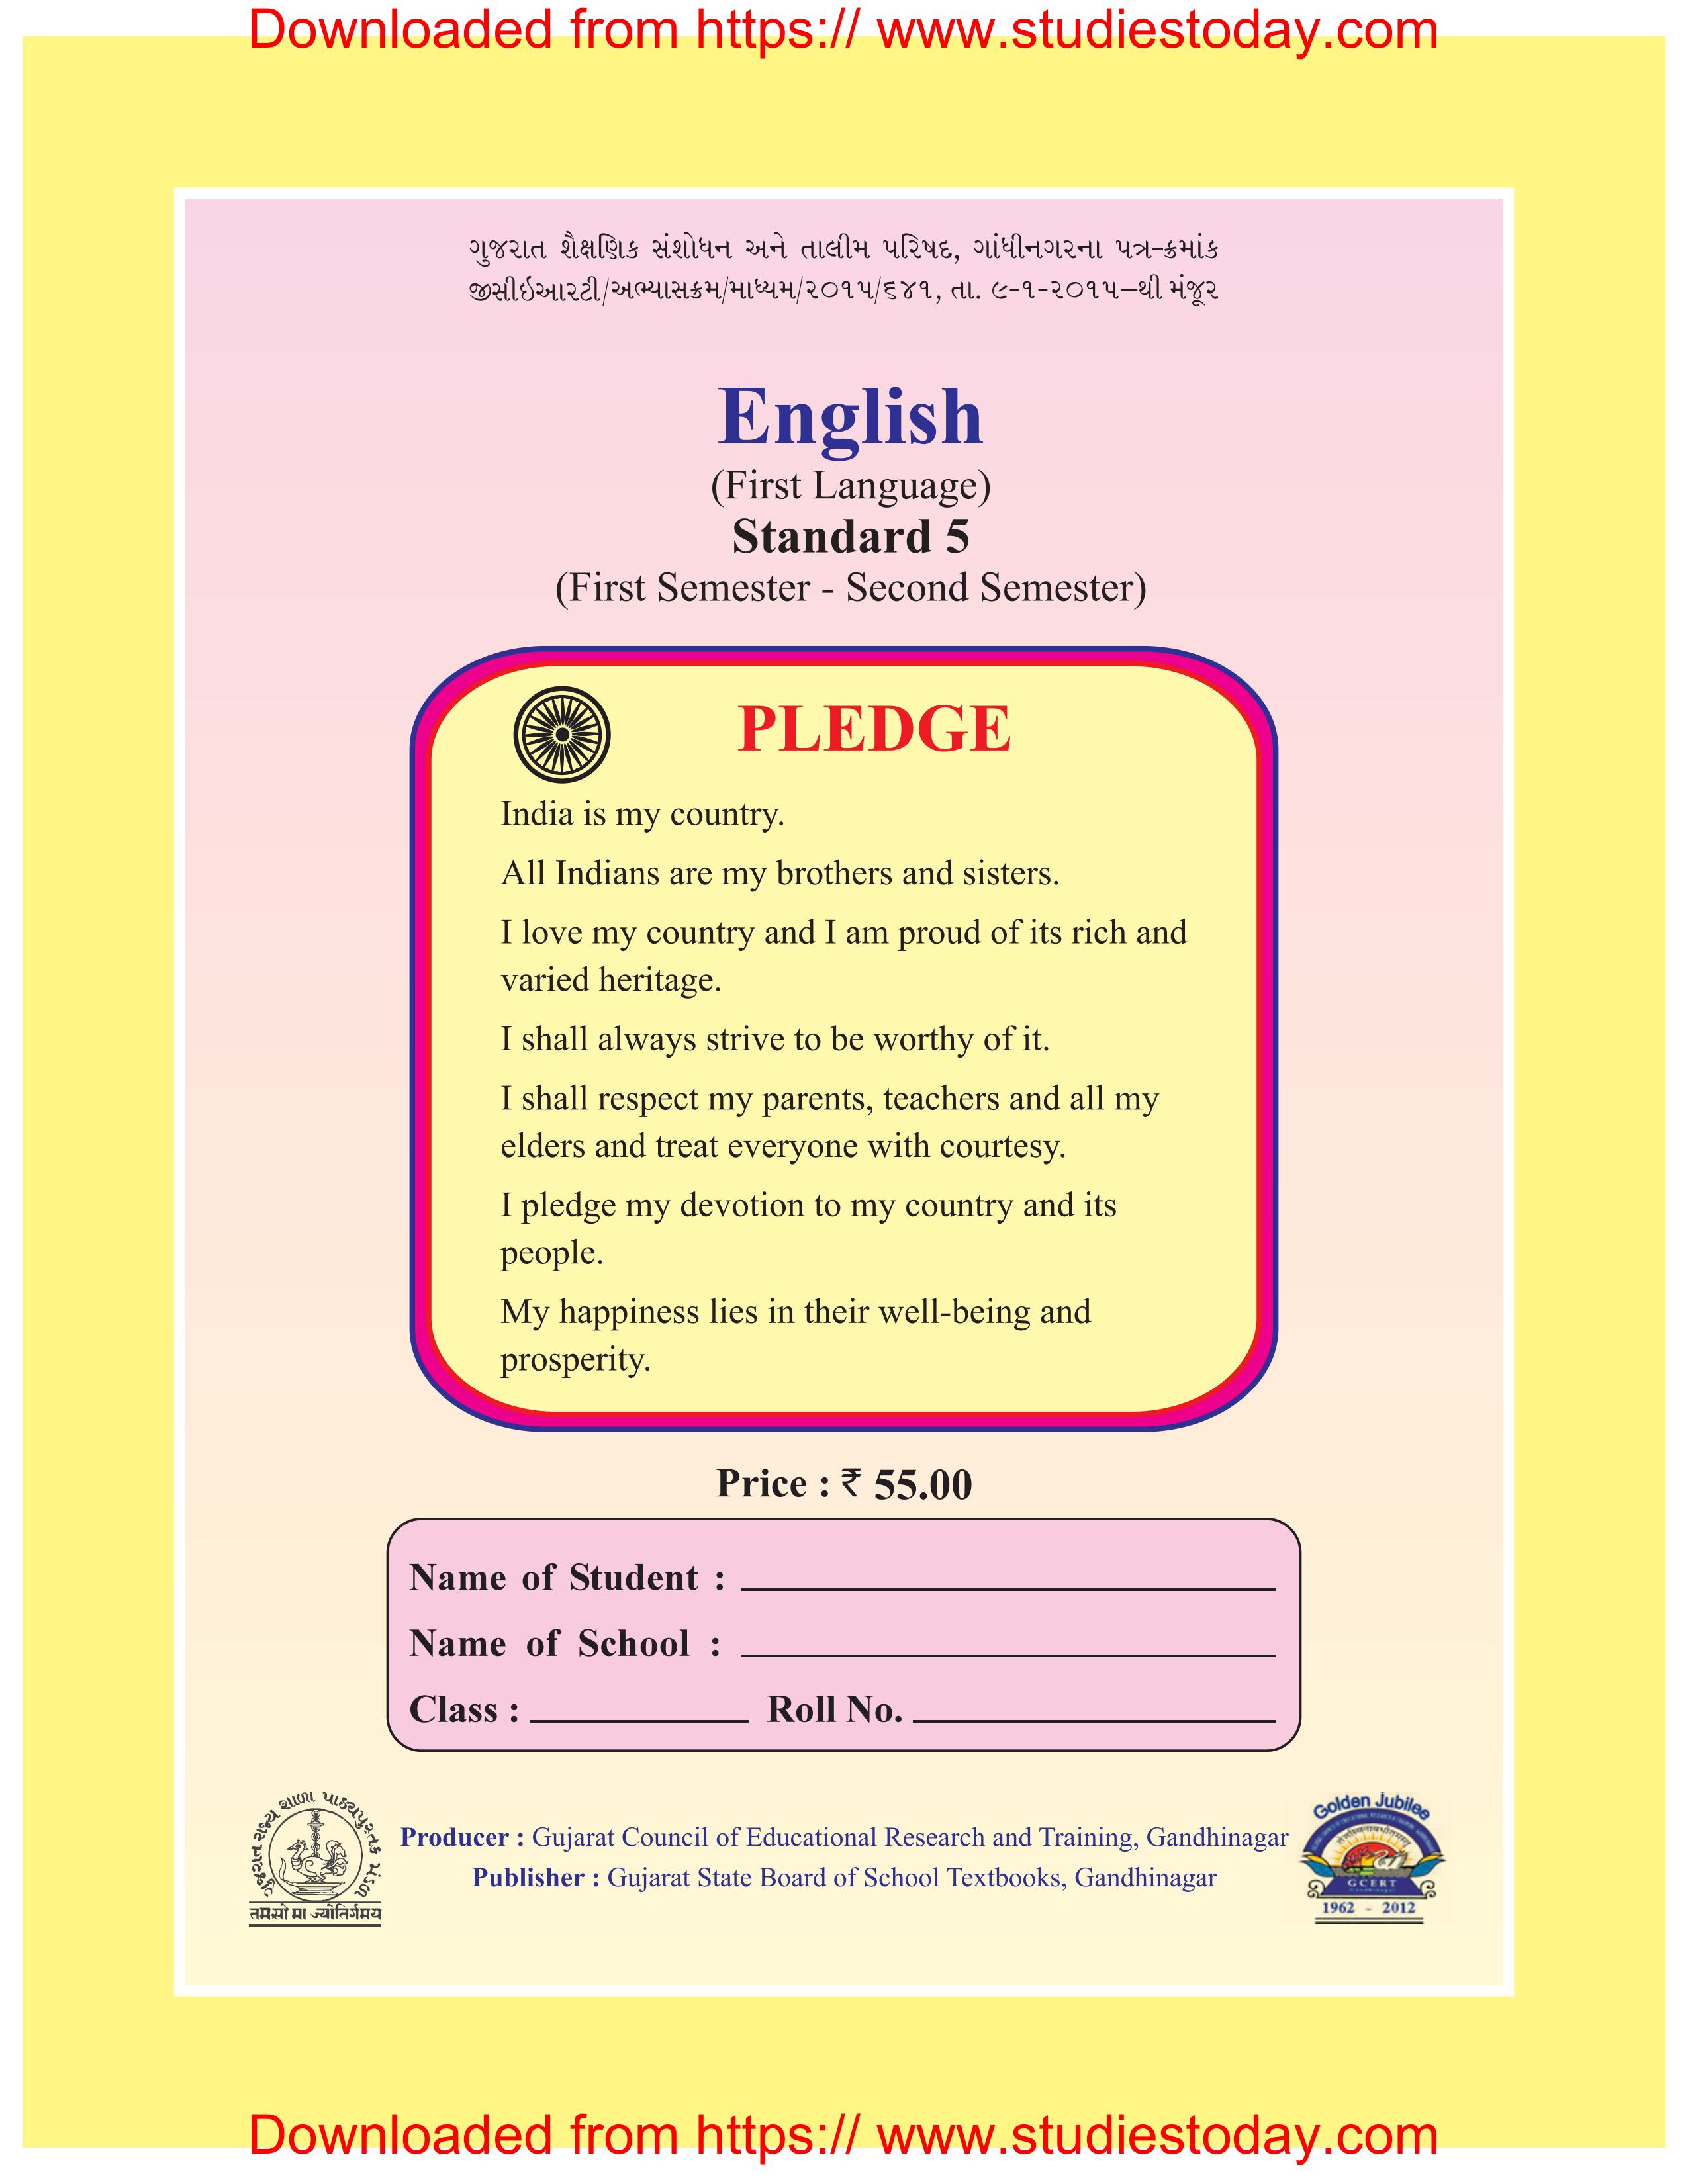 Downloaded from https:// www.studiestoday.com
ગુજરાત શૈક્ષણિક સંશોધન અને તાલીમ પરિષદ, ગાંધીનગરના પત્ર-ક્રમાંક
જીસીઈઆરટી/અભ્યાસક્રમ/માધ્યમ/૨૦૧૫/૬૪૧, તા. ૯-૧-૨૦૧૫–થી મંજૂર
English
(First Language)
Standard 5
(First Semester - Second Semester)
PLEDGE
India is my country.
All Indians are my brothers and sisters.
I love my country and I am proud of its rich and
varied heritage.
I shall always strive to be worthy of it.
I shall respect my parents, teachers and all my
elders and treat everyone with courtesy.
I pledge my devotion to my country and its
people.
My happiness lies in their well-being and
prosperity.
Price : ₹ 55.00
Name of Student :
Name of School :
Class : Roll No.
ગુજરાત રાજ્ય શાળા પાઠ્યપુસ્તક મંડળ
तमसो मा ज्योतिर्गमय
Producer : Gujarat Council of Educational Research and Training, Gandhinagar
Publisher : Gujarat State Board of School Textbooks, Gandhinagar
Golden Jubilee
GCERT
1962 - 2012
Downloaded from https:// www.studiestoday.com